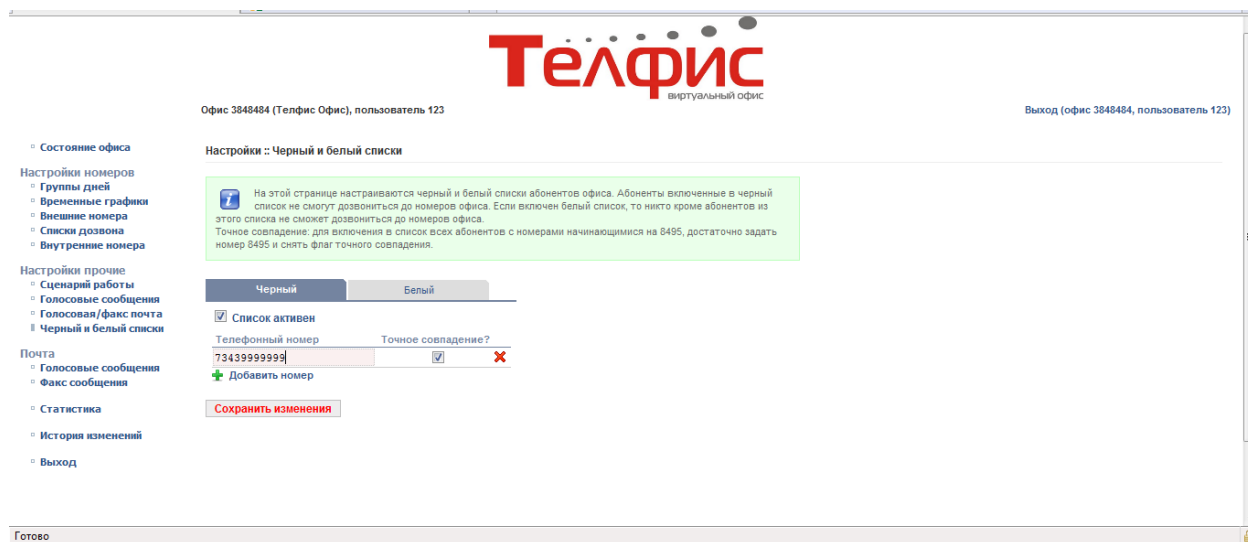 Телфис
виртуальный офис
Офис 3848484 (Телфис Офис), пользователь 123
Выход (офис 3848484, пользователь 123)
Состояние офиса
Настройки номеров
Группы дней
Временные графики
Внешние номера
Списки дозвона
Внутренние номера
Настройки прочие
Сценарий работы
Голосовые сообщения
Голосовая/факс почта
Черный и белый списки
Почта
Голосовые сообщения
Факс сообщения
Статистика
История изменений
Выход
Настройки :: Черный и белый списки
На этой странице настраиваются черный и белый списки абонентов офиса. Абоненты включенные в черный
список не смогут дозвониться до номеров офиса. Если включен белый список, то никто кроме абонентов из
этого списка не сможет дозвониться до номеров офиса.
Точное совпадение: для включения в список всех абонентов с номерами начинающимися на 8495, достаточно задать
номер 8495 и снять флаг точного совпадения.
Черный
Белый
Список активен
Телефонный номер Точное совпадение?
73439999999
Добавить номер
Сохранить изменения
Готово